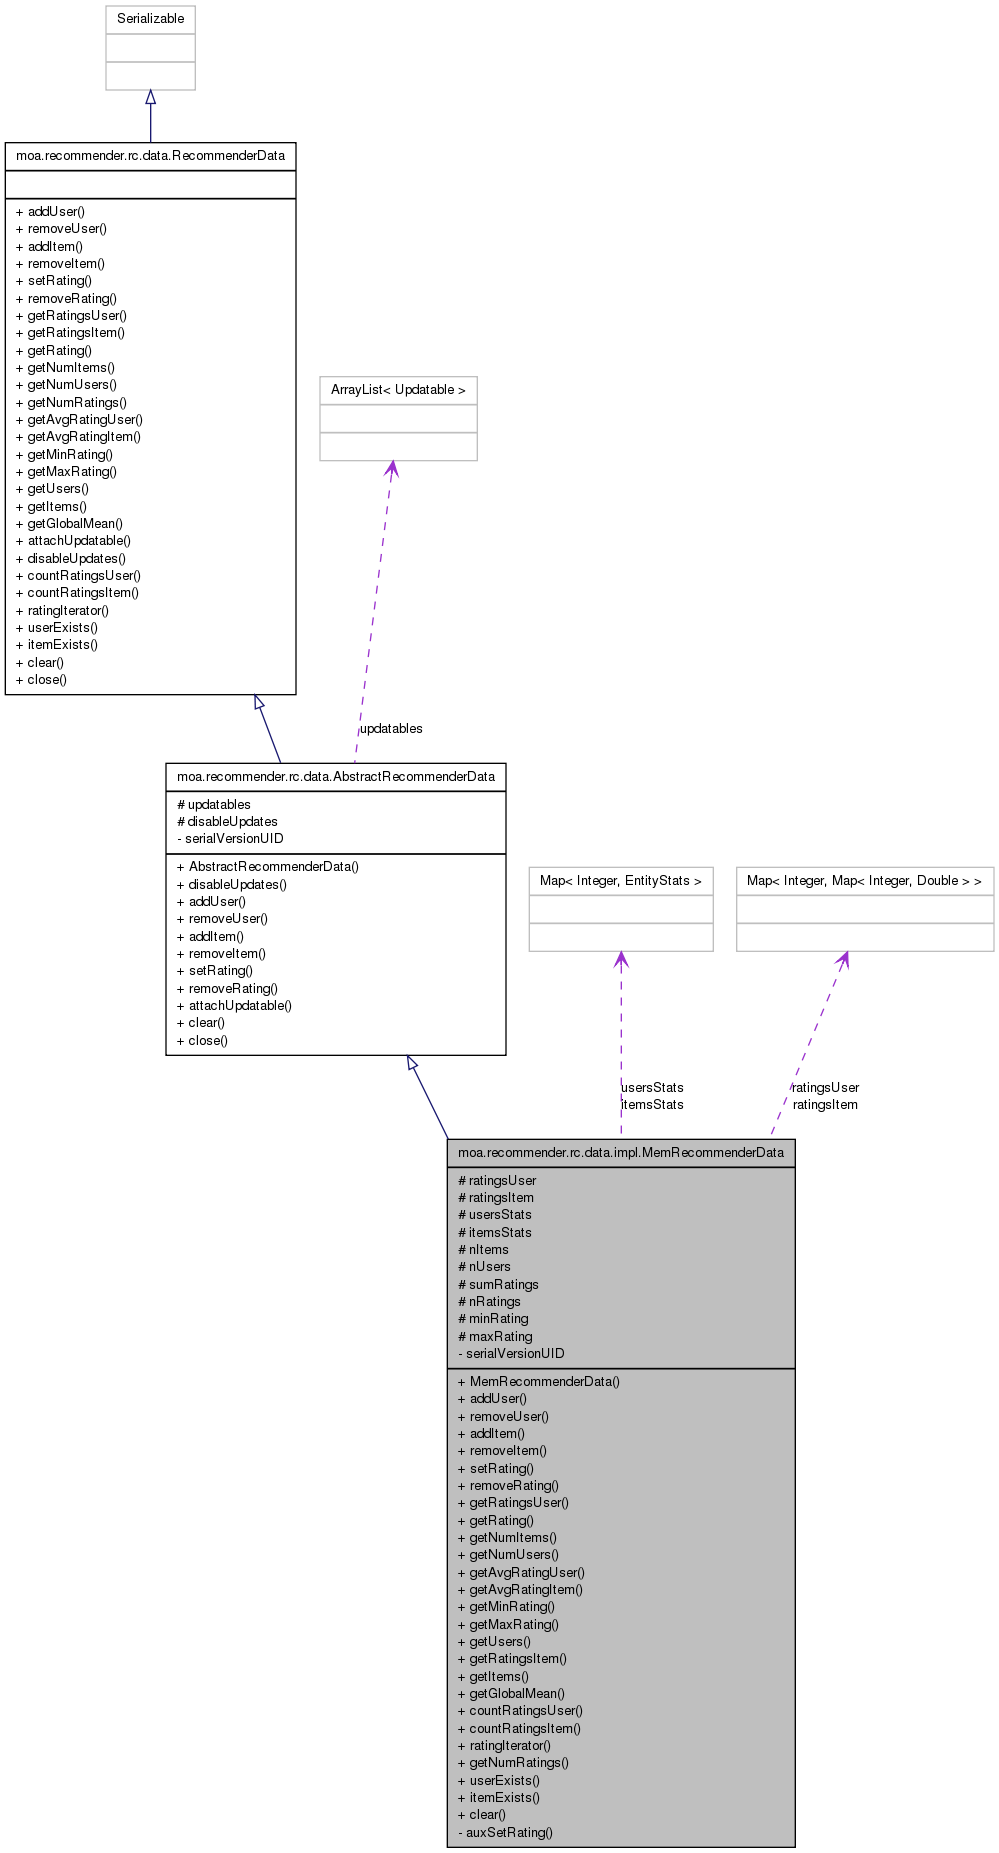 Serializable
moa.recommender.rc.data.RecommenderData
+ addUser()
+ removeUser()
+ addItem()
+ removeItem()
+ setRating()
+ removeRating()
+ getRatingsUser()
+ getRatingsItem()
+ getRating()
+ getNumItems()
+ getNumUsers()
+ getNumRatings()
+ getAvgRatingUser()
+ getAvgRatingItem()
+ getMinRating()
+ getMaxRating()
+ getUsers()
+ getItems()
+ getGlobalMean()
+ attachUpdatable()
+ disableUpdates()
+ countRatingsUser()
+ countRatingsItem()
+ ratingIterator()
+ userExists()
+ itemExists()
+ clear()
+ close()
ArrayList< Updatable >
updatables
moa.recommender.rc.data.AbstractRecommenderData
# updatables
# disableUpdates
- serialVersionUID
+ AbstractRecommenderData()
+ disableUpdates()
+ addUser()
+ removeUser()
+ addItem()
+ removeItem()
+ setRating()
+ removeRating()
+ attachUpdatable()
+ clear()
+ close()
Map< Integer, EntityStats >
Map< Integer, Map< Integer, Double > >
usersStats
itemsStats
ratingsUser
ratingsItem
moa.recommender.rc.data.impl.MemRecommenderData
# ratingsUser
# ratingsItem
# usersStats
# itemsStats
# nItems
# nUsers
# sumRatings
# nRatings
# minRating
# maxRating
- serialVersionUID
+ MemRecommenderData()
+ addUser()
+ removeUser()
+ addItem()
+ removeItem()
+ setRating()
+ removeRating()
+ getRatingsUser()
+ getRating()
+ getNumItems()
+ getNumUsers()
+ getAvgRatingUser()
+ getAvgRatingItem()
+ getMinRating()
+ getMaxRating()
+ getUsers()
+ getRatingsItem()
+ getItems()
+ getGlobalMean()
+ countRatingsUser()
+ countRatingsItem()
+ ratingIterator()
+ getNumRatings()
+ userExists()
+ itemExists()
+ clear()
- auxSetRating()